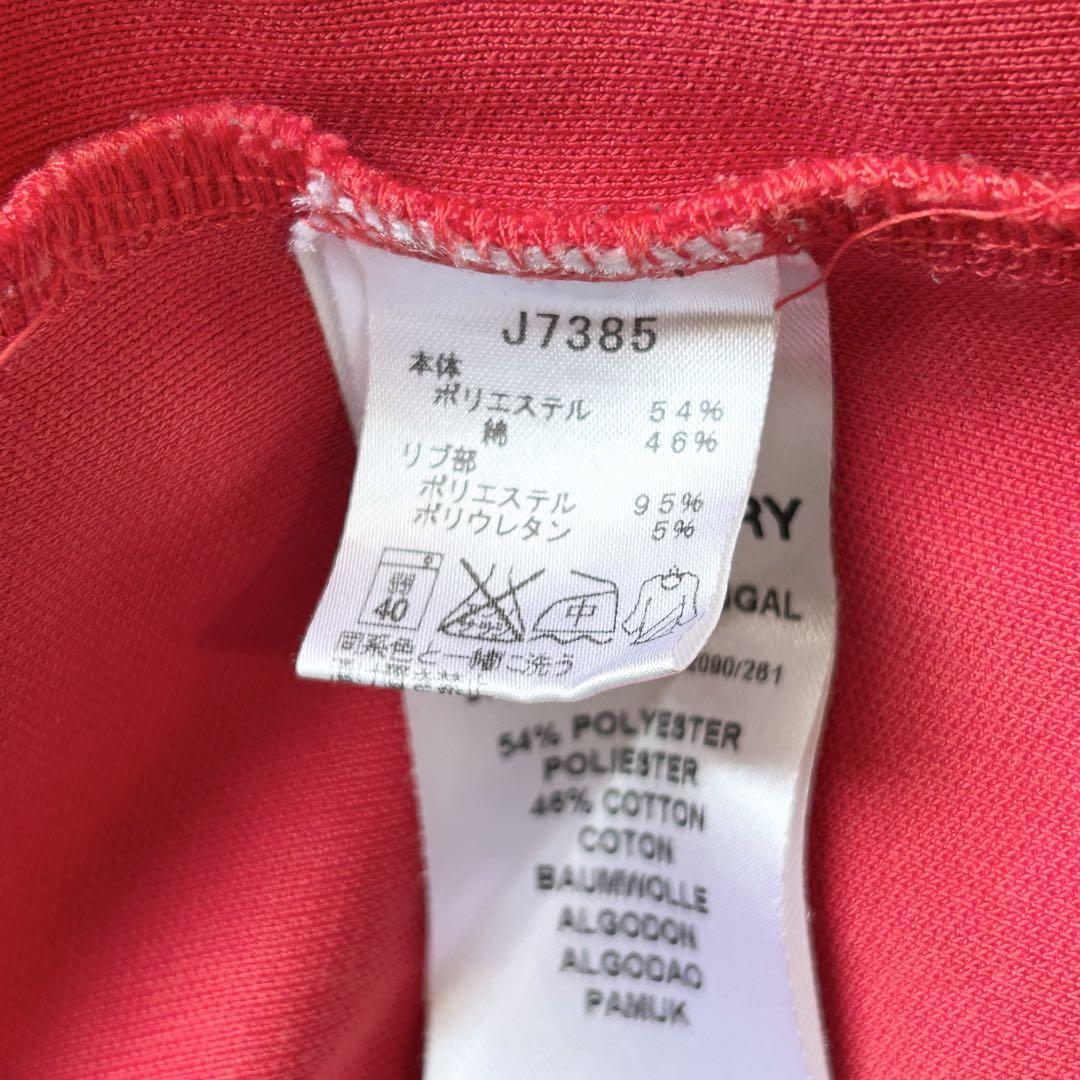 J7385
本体
ポリエステル 54%
綿 46%
リブ部
ポリエステル 95%
ポリウレタン 5%
40
中
同系色と一緒に洗う
RY
GAL
090/261
54% POLYESTER
POLIESTER
46% COTTON
COTON
BAUMWOLLE
ALGODON
ALGODAO
PAMUK